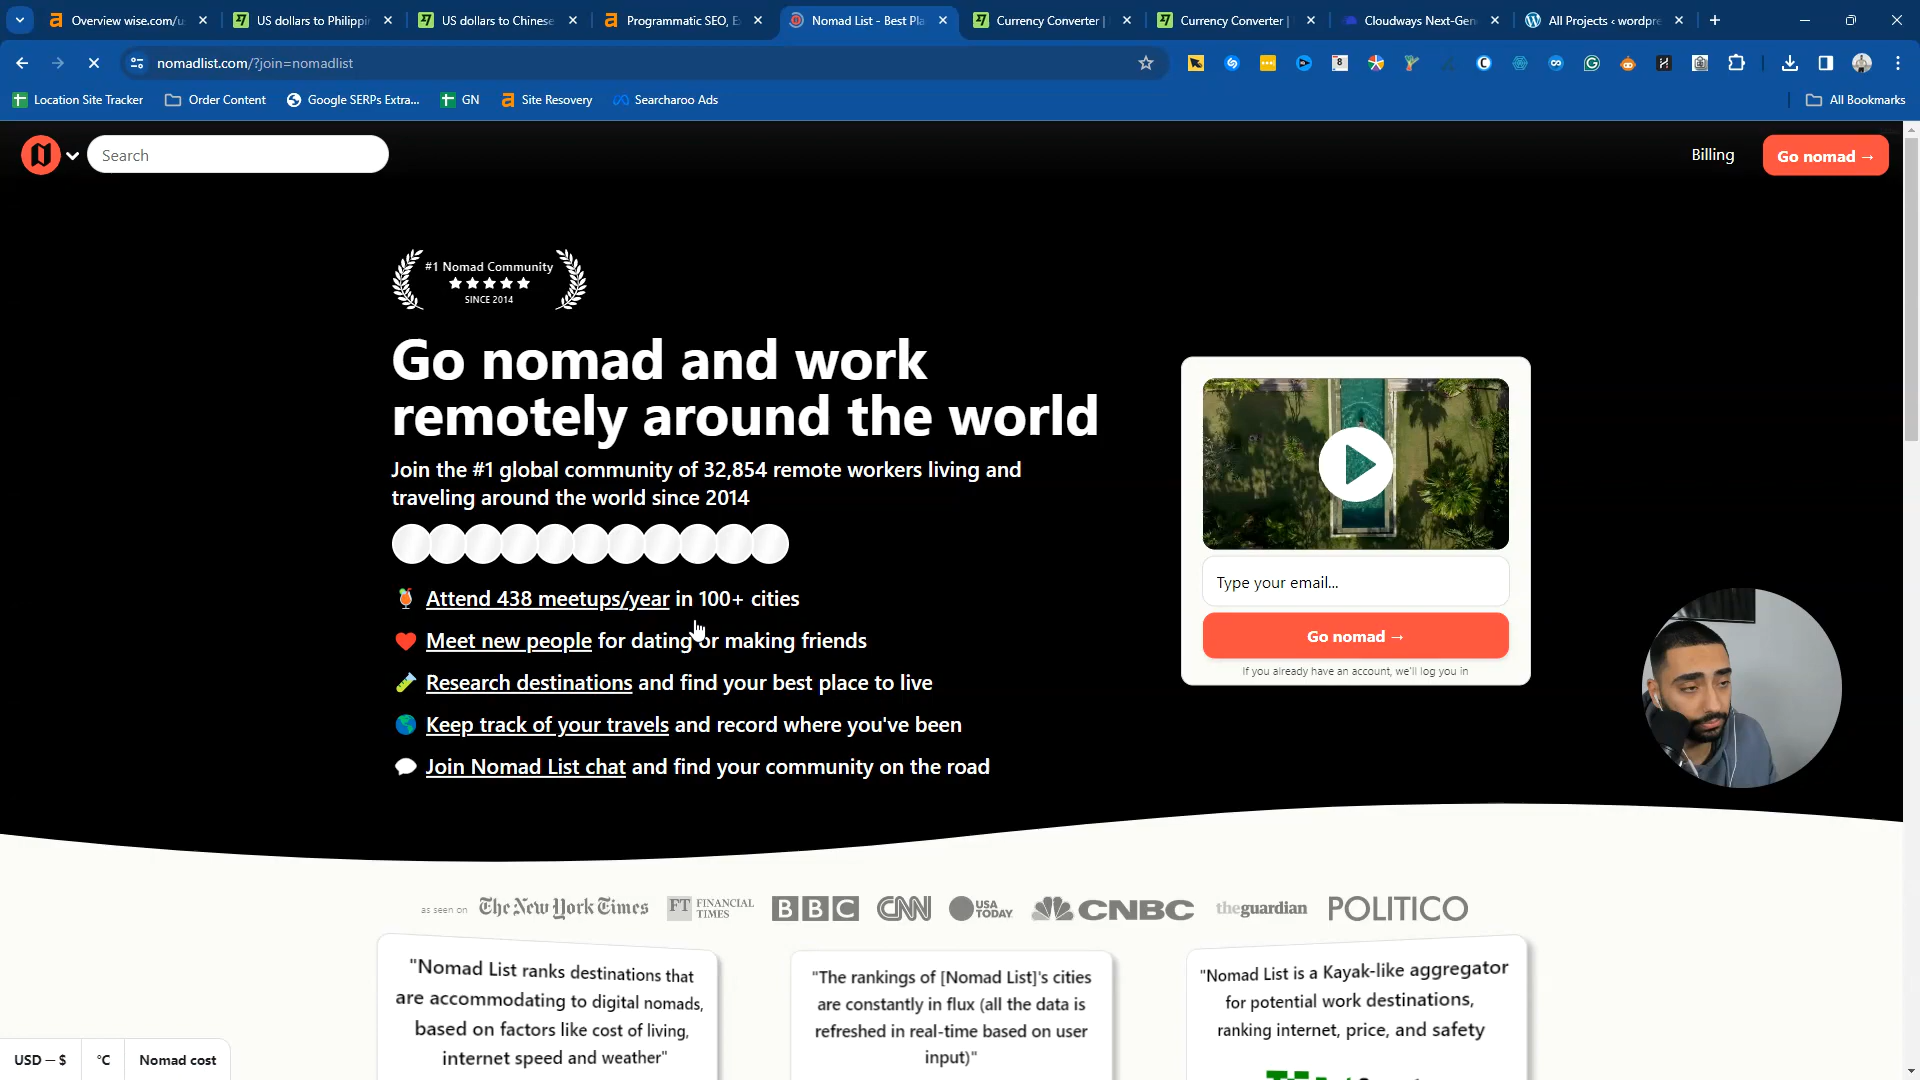 Overview wise.com/u
US dollars to Philippi
US dollars to Chinese
Programmatic SEO, E
Nomad List - Best Pla
Currency Converter |
Currency Converter |
Cloudways Next-Gen
All Projects ‹ wordpre
nomadlist.com/?join=nomadlist
Location Site Tracker
Order Content
Google SERPs Extra...
GN
Site Recovery
Searcharoo Ads
All Bookmarks
Search
Billing
Go nomad →
#1 Nomad Community
SINCE 2014
Go nomad and work
remotely around the world
Join the #1 global community of 32,854 remote workers living and
traveling around the world since 2014
Attend 438 meetups/year in 100+ cities
Meet new people for dating or making friends
Research destinations and find your best place to live
Keep track of your travels and record where you've been
Join Nomad List chat and find your community on the road
Type your email...
Go nomad →
If you already have an account, we'll log you in
as seen on
The New York Times
FT FINANCIAL TIMES
BBC
CNN
USA TODAY
CNBC
theguardian
POLITICO
"Nomad List ranks destinations that
are accommodating to digital nomads,
based on factors like cost of living,
internet speed and weather"
"The rankings of [Nomad List]'s cities
are constantly in flux (all the data is
refreshed in real-time based on user
input)"
"Nomad List is a Kayak-like aggregator
for potential work destinations,
ranking internet, price, and safety
USD — $
°C
Nomad cost